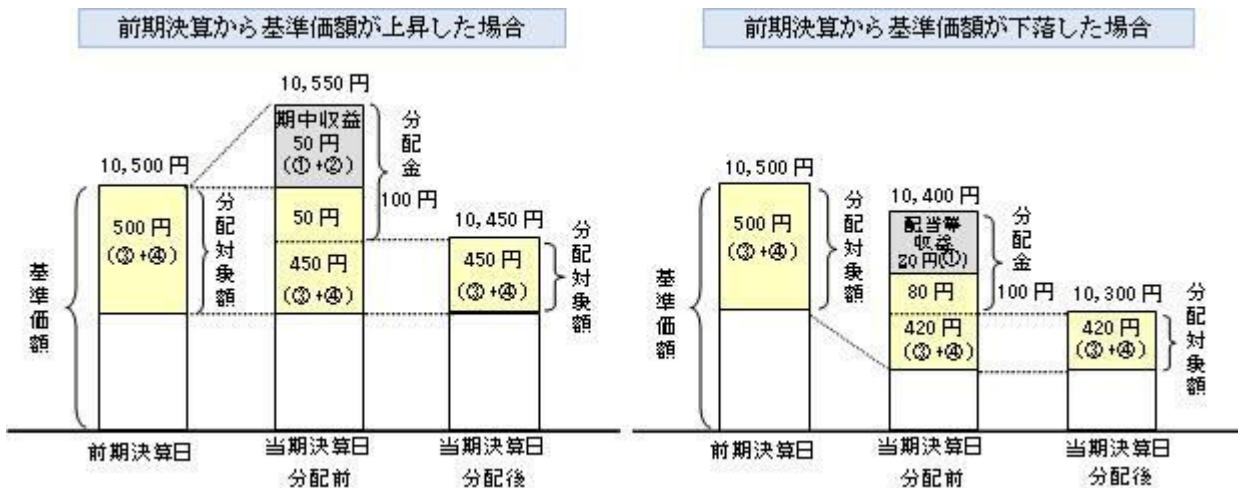 前期決算から基準価額が上昇した場合
10,550円
期中収益
50円
(①+②)
分配金
100円
10,500円
500円
(③+④)
分配対象額
50円
450円
(③+④)
10,450円
450円
(③+④)
分配対象額
基準価額
前期決算日
当期決算日
分配前
当期決算日
分配後
前期決算から基準価額が下落した場合
10,500円
500円
(③+④)
分配対象額
10,400円
配当等
収益
20円(①)
分配金
100円
80円
420円
(③+④)
10,300円
420円
(③+④)
分配対象額
基準価額
前期決算日
当期決算日
分配前
当期決算日
分配後